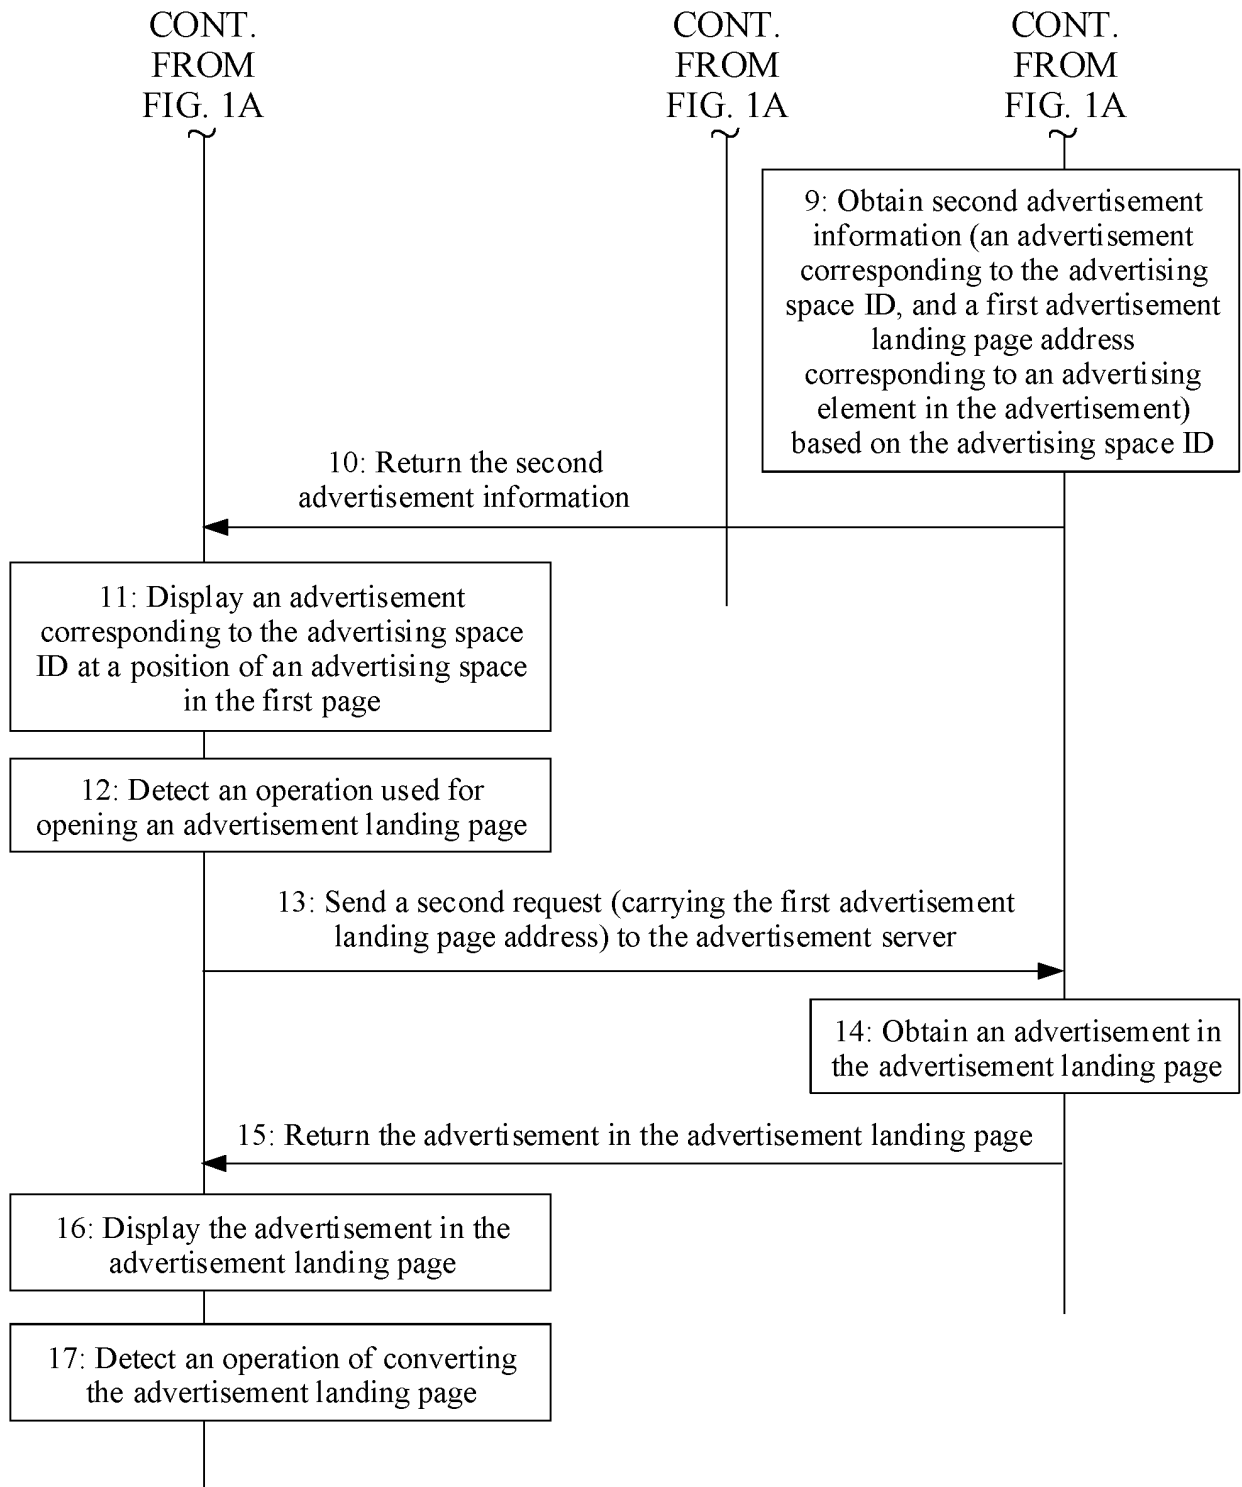 CONT.
FROM
FIG. 1A
CONT.
FROM
FIG. 1A
CONT.
FROM
FIG. 1A
9: Obtain second advertisement
information (an advertisement
corresponding to the advertising
space ID, and a first advertisement
landing page address
corresponding to an advertising
element in the advertisement)
based on the advertising space ID
10: Return the second
advertisement information
11: Display an advertisement
corresponding to the advertising space
ID at a position of an advertising space
in the first page
12: Detect an operation used for
opening an advertisement landing page
13: Send a second request (carrying the first advertisement
landing page address) to the advertisement server
14: Obtain an advertisement in
the advertisement landing page
15: Return the advertisement in the advertisement landing page
16: Display the advertisement in the
advertisement landing page
17: Detect an operation of converting
the advertisement landing page